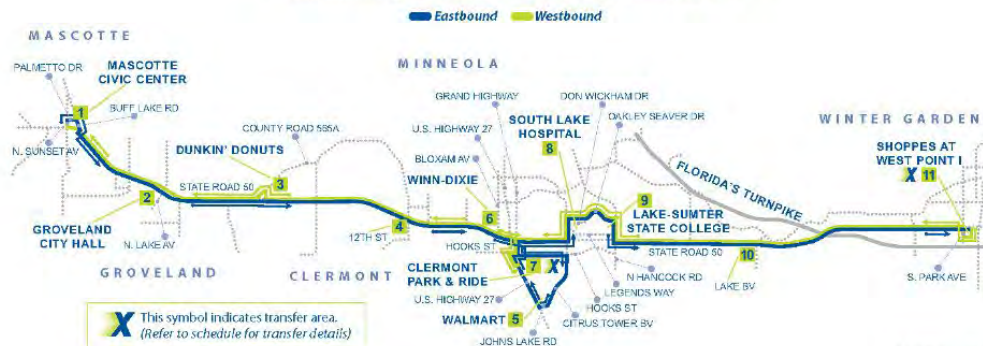 Eastbound
Westbound
MASCOTTE
PALMETTO DR
MASCOTTE
CIVIC CENTER
1
BUFF LAKE RD
N. SUNSET AV
2
GROVELAND
CITY HALL
N. LAKE AV
GROVELAND
STATE ROAD 50
DUNKIN' DONUTS
3
COUNTY ROAD 565A
12TH ST
4
CLERMONT
MINNEOLA
GRAND HIGHWAY
U.S. HIGHWAY 27
BLOXAM AV
WINN-DIXIE
6
HOOKS ST
CLERMONT
PARK & RIDE
7
X
U.S. HIGHWAY 27
WALMART
5
JOHNS LAKE RD
CITRUS TOWER BV
HOOKS ST
LEGENDS WAY
N HANCOCK RD
SOUTH LAKE
HOSPITAL
8
DON WICKHAM DR
OAKLEY SEAVER DR
9
LAKE-SUMTER
STATE COLLEGE
FLORIDA'S TURNPIKE
STATE ROAD 50
10
LAKE BV
WINTER GARDEN
SHOPPES AT
WEST POINT I
X 11
S. PARK AVE
X This symbol indicates transfer area.
(Refer to schedule for transfer details)